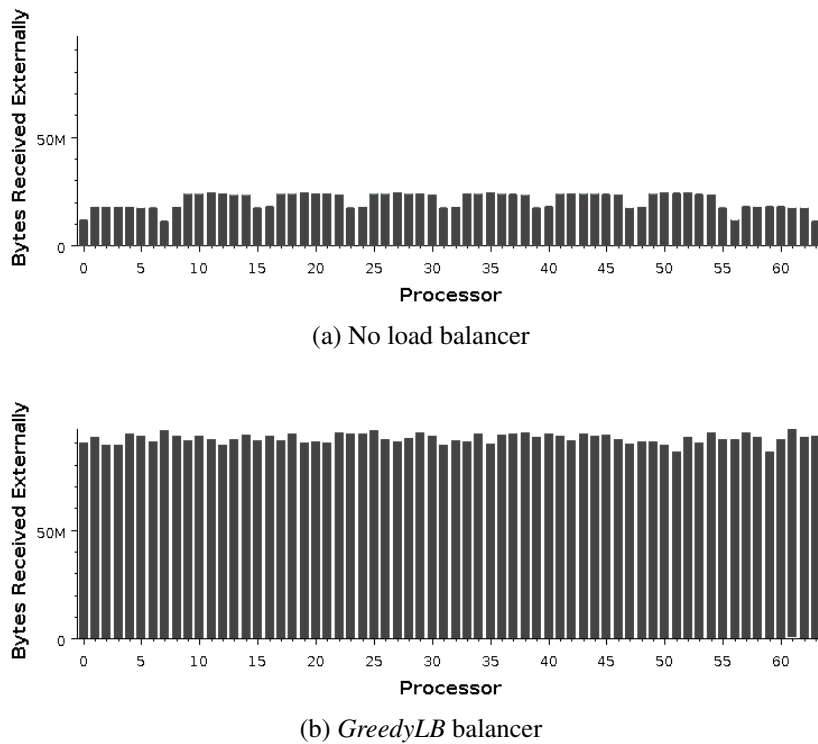 Bytes Received Externally
50M
0
0 5 10 15 20 25 30 35 40 45 50 55 60
Processor
(a) No load balancer
Bytes Received Externally
50M
0
0 5 10 15 20 25 30 35 40 45 50 55 60
Processor
(b) GreedyLB balancer